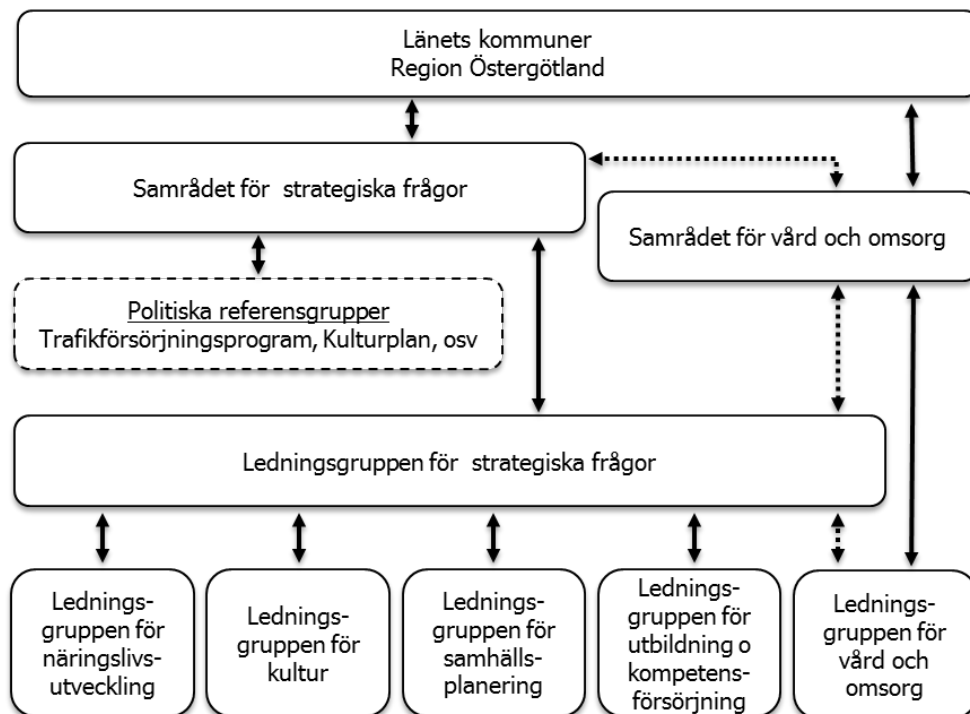 Länets kommuner
Region Östergötland
Samrådet för strategiska frågor
Samrådet för vård och omsorg
Politiska referensgrupper
Trafikförsörjningsprogram, Kulturplan, osv
Ledningsgruppen för strategiska frågor
Lednings-
gruppen för
näringslivs-
utveckling
Lednings-
gruppen för
kultur
Lednings-
gruppen för
samhälls-
planering
Lednings-
gruppen för
utbildning o
kompetens-
försörjning
Lednings-
gruppen för
vård och
omsorg